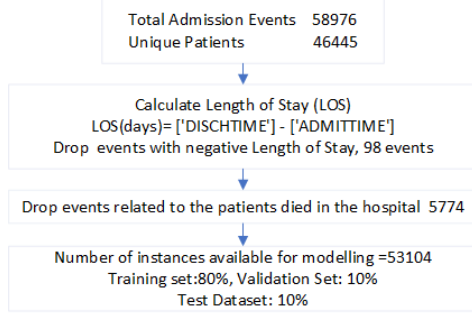 Total Admission Events 58976
Unique Patients 46445
Calculate Length of Stay (LOS)
LOS(days)= ['DISCHTIME'] - ['ADMITTIME']
Drop events with negative Length of Stay, 98 events
Drop events related to the patients died in the hospital 5774
Number of instances available for modelling =53104
Training set:80%, Validation Set: 10%
Test Dataset: 10%